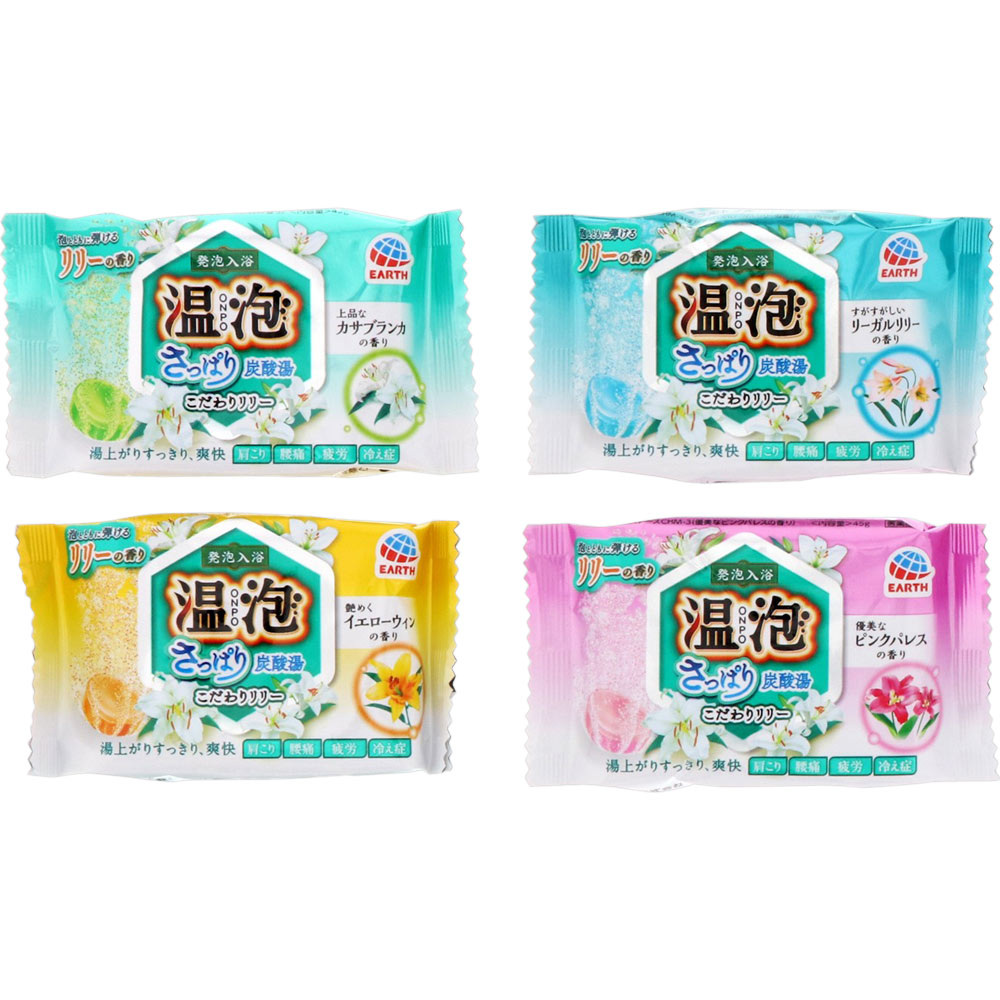 泡とともに弾ける
リリーの香り
発泡入浴
温泡
ONPO
さっぱり 炭酸湯
こだわりリリー
EARTH
上品な
カサブランカ
の香り
湯上がりすっきり、爽快 肩こり 腰痛 疲労 冷え症
泡とともに弾ける
リリーの香り
発泡入浴
温泡
ONPO
さっぱり 炭酸湯
こだわりリリー
EARTH
すがすがしい
リーガルリリー
の香り
湯上がりすっきり、爽快 肩こり 腰痛 疲労 冷え症
泡とともに弾ける
リリーの香り
発泡入浴
温泡
ONPO
さっぱり 炭酸湯
こだわりリリー
EARTH
艶めく
イエローウィン
の香り
湯上がりすっきり、爽快 肩こり 腰痛 疲労 冷え症
泡とともに弾ける
リリーの香り
発泡入浴
温泡
ONPO
さっぱり 炭酸湯
こだわりリリー
EARTH
優美な
ピンクパレス
の香り
湯上がりすっきり、爽快 肩こり 腰痛 疲労 冷え症